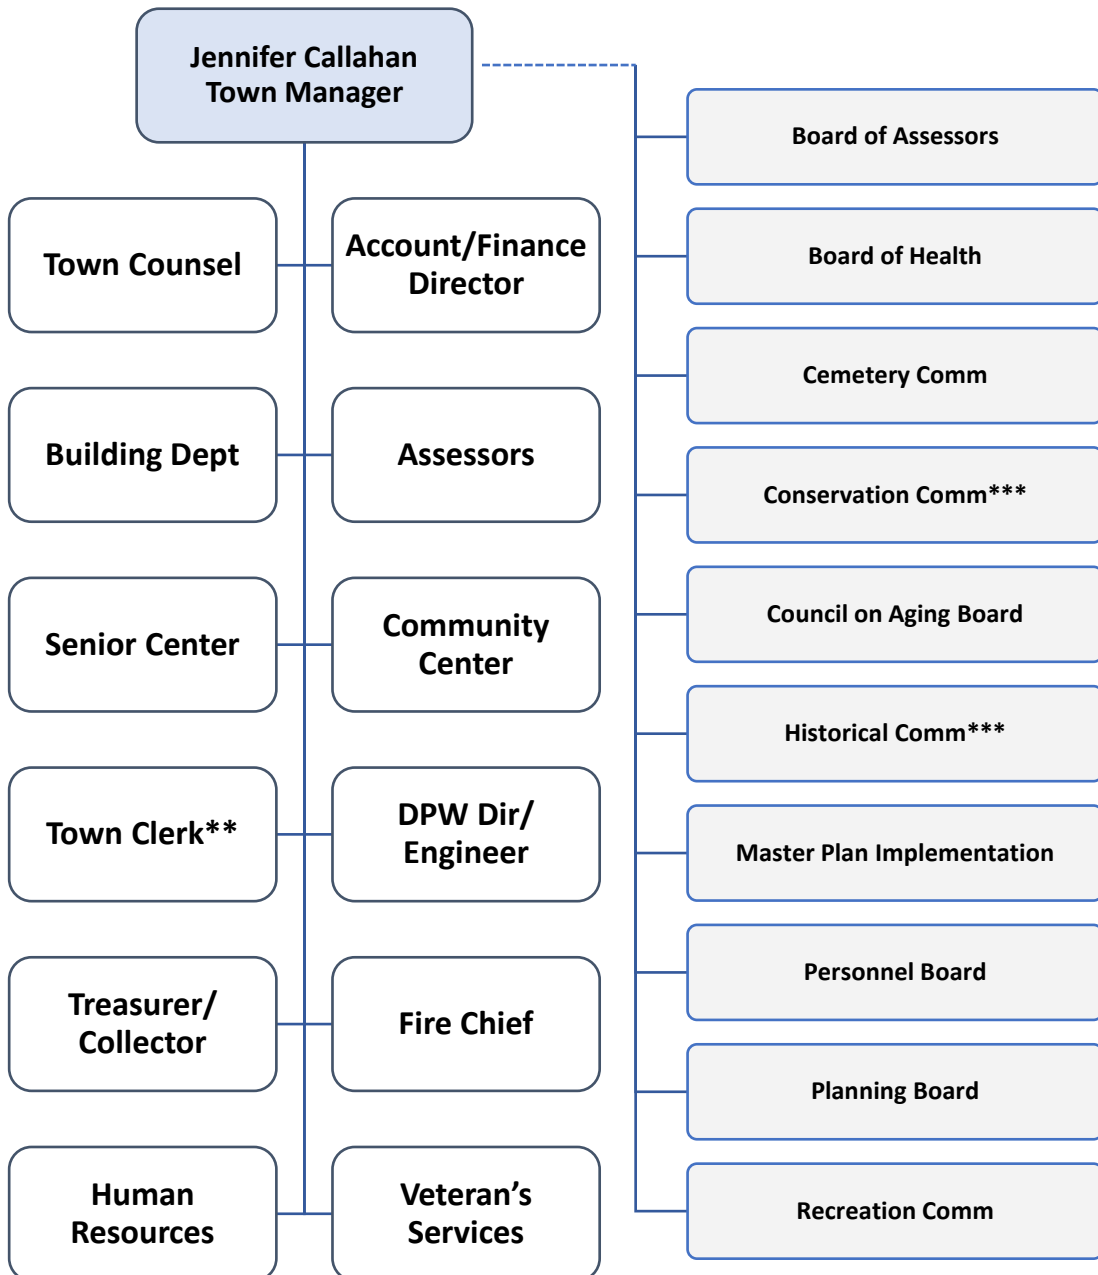 Jennifer Callahan
Town Manager
Town Counsel
Account/Finance
Director
Building Dept
Assessors
Senior Center
Community
Center
Town Clerk**
DPW Dir/
Engineer
Treasurer/
Collector
Fire Chief
Human
Resources
Veteran’s
Services
Board of Assessors
Board of Health
Cemetery Comm
Conservation Comm***
Council on Aging Board
Historical Comm***
Master Plan Implementation
Personnel Board
Planning Board
Recreation Comm